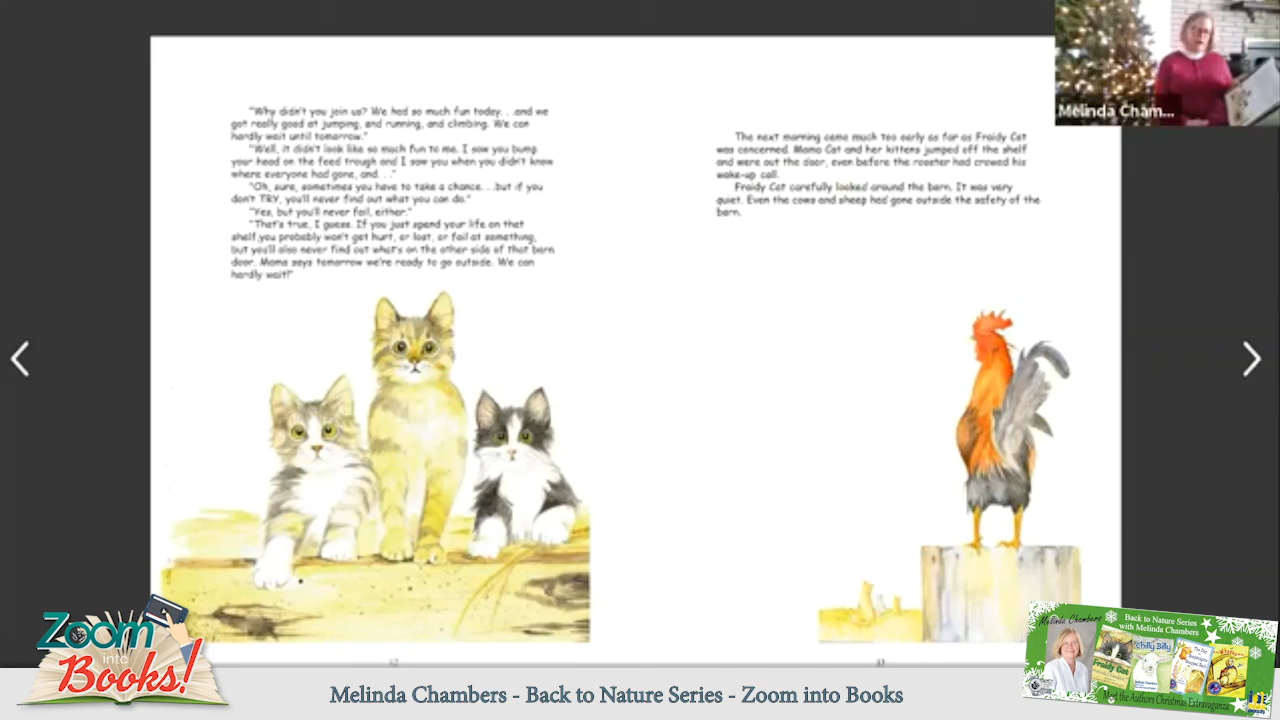 "Why didn't you join us? We had so much fun today. . .and we
got really good at jumping, and running, and climbing. We can
hardly wait until tomorrow."
"Well, it didn't look like so much fun to me. I saw you bump
your head on the feed trough and I saw you when you didn't know
where everyone had gone, and. . ."
"Oh, sure, sometimes you have to take a chance. . .but if you
don't TRY, you'll never find out what you can do."
"Yes, but you'll never fail, either."
"That's true, I guess. If you just spend your life on that
shelf,you probably won't get hurt, or lost, or fail at something,
but you'll also never find out what's on the other side of that barn
door. Mama says tomorrow we're ready to go outside. We can
hardly wait!"
The next morning came much too early as far as Fraidy Cat
was concerned. Mama Cat and her kittens jumped off the shelf
and were out the door, even before the rooster had crowed his
wake-up call.
Fraidy Cat carefully looked around the barn. It was very
quiet. Even the cows and sheep had gone outside the safety of the
barn.
Melinda Cham...
Zoom
into
Books!
Melinda Chambers - Back to Nature Series - Zoom into Books
Melinda Chambers
Back to Nature Series
with Melinda Chambers
Fraidy Cat
Chilly Billy
Meet the Authors Christmas Extravaganza